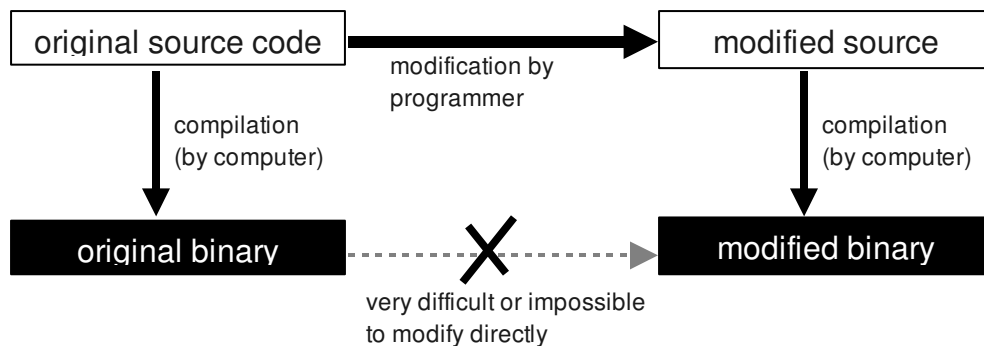 original source code
modified source
modification by
programmer
compilation
(by computer)
compilation
(by computer)
original binary
modified binary
very difficult or impossible
to modify directly